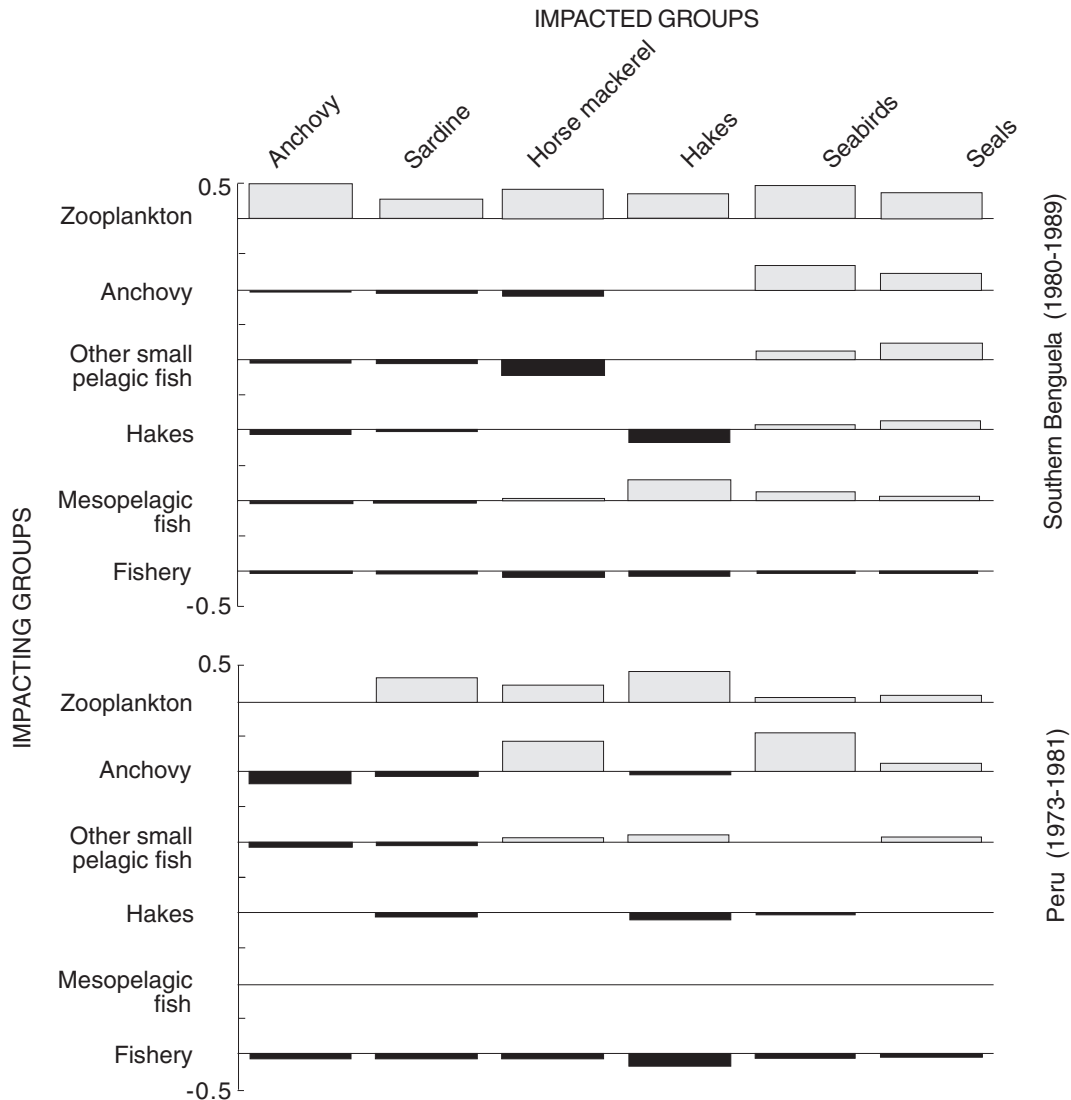 IMPACTED GROUPS
Anchovy
Sardine
Horse mackerel
Hakes
Seabirds
Seals
0.5
Zooplankton
Anchovy
Other small
pelagic fish
Hakes
Mesopelagic
fish
Fishery
-0.5
Southern Benguela (1980-1989)
IMPACTING GROUPS
0.5
Zooplankton
Anchovy
Other small
pelagic fish
Hakes
Mesopelagic
fish
Fishery
-0.5
Peru (1973-1981)